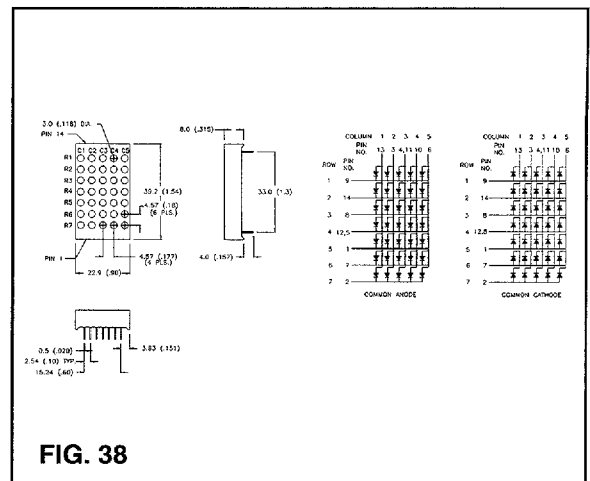 3.0 (.118) DIA.
PIN 14
C1 C2 C3 C4 C5
R1
R2
R3
R4
R5
R6
R7
39.2 (1.54)
4.57 (.18)
(6 PLS.)
4.57 (.177)
(4 PLS.)
PIN 1
22.9 (.90)
8.0 (.315)
33.0 (1.3)
4.0 (.157)
0.5 (.020)
2.54 (.10) TYP.
15.24 (.60)
3.83 (.151)
COLUMN 1 2 3 4 5
PIN NO. 13 3 4,11 10 6
ROW PIN NO.
1 9
2 14
3 8
4 12,5
5 1
6 7
7 2
COMMON ANODE
COLUMN 1 2 3 4 5
PIN NO. 13 3 4,11 10 6
ROW PIN NO.
1 9
2 14
3 8
4
5 1
6 7
7 2
COMMON CATHODE
FIG. 38